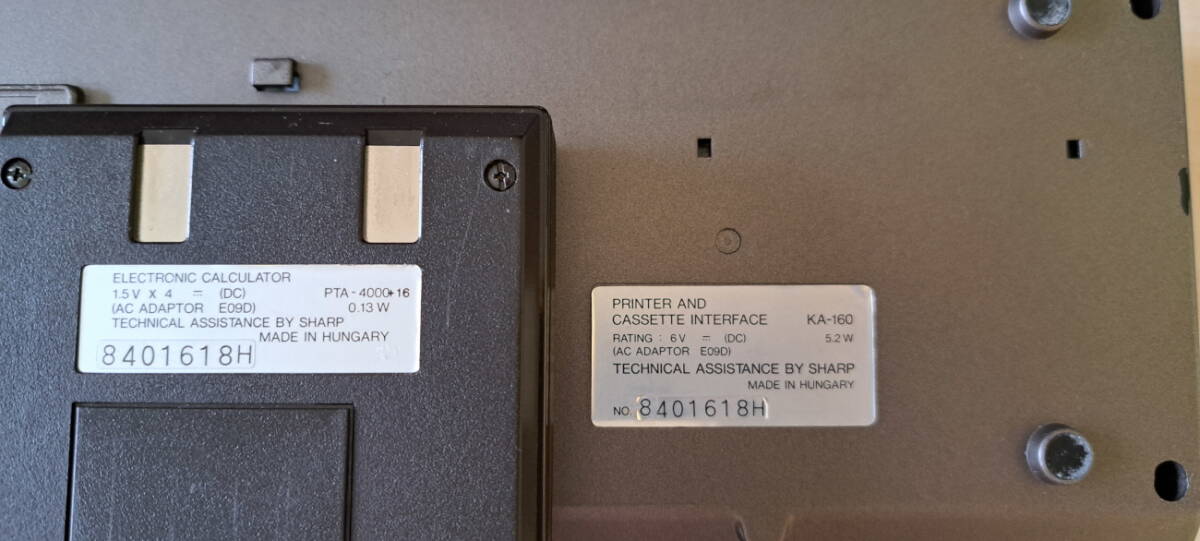 ELECTRONIC CALCULATOR
1.5 V X 4 ⎓ (DC) PTA-4000+16
(AC ADAPTOR E09D) 0.13 W
TECHNICAL ASSISTANCE BY SHARP
MADE IN HUNGARY
8401618H
PRINTER AND
CASSETTE INTERFACE KA-160
RATING : 6 V ⎓ (DC) 5.2 W
(AC ADAPTOR E09D)
TECHNICAL ASSISTANCE BY SHARP
MADE IN HUNGARY
NO. 8401618H